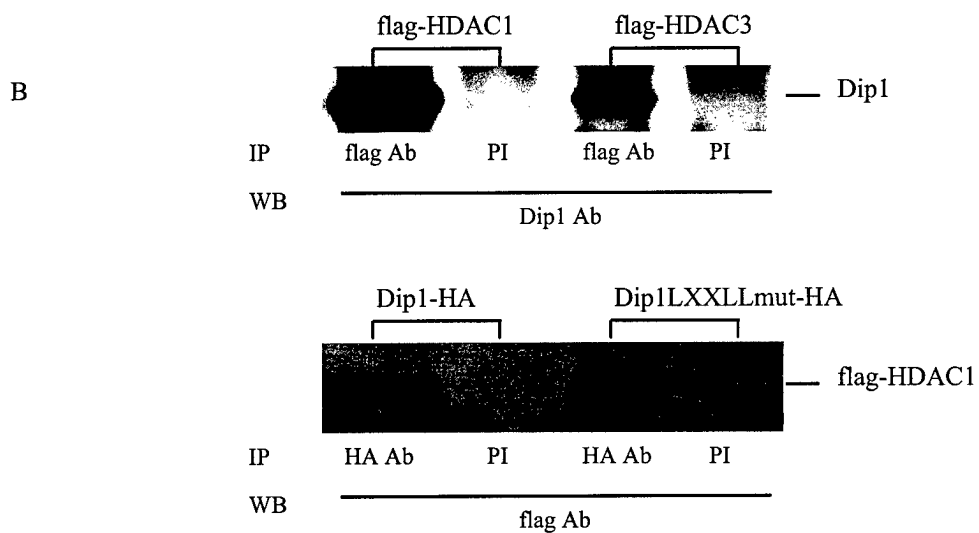 flag-HDAC1 flag-HDAC3
B
Dip1
IP flag Ab PI flag Ab PI
WB
Dip1 Ab
Dip1-HA Dip1LXXLLmut-HA
flag-HDAC1
IP HA Ab PI HA Ab PI
WB
flag Ab